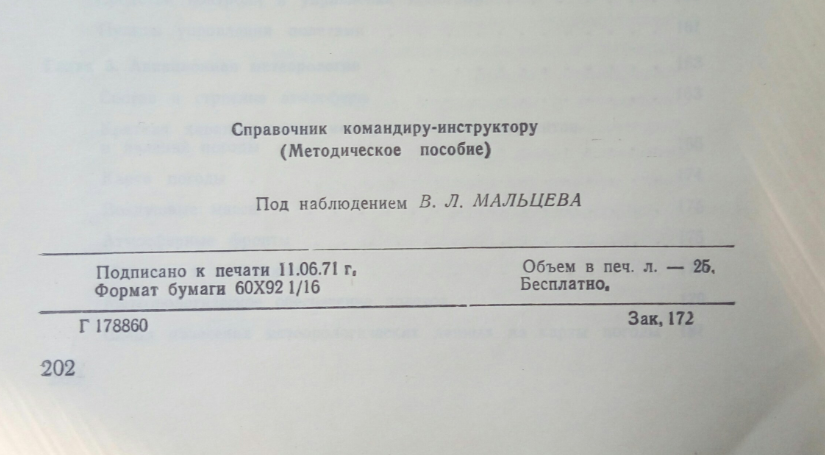 Справочник командиру-инструктору
(Методическое пособие)
Под наблюдением В. Л. МАЛЬЦЕВА
Подписано к печати 11.06.71 г.
Формат бумаги 60X92 1/16
Объем в печ. л. — 25.
Бесплатно.
Г 178860
Зак, 172
202